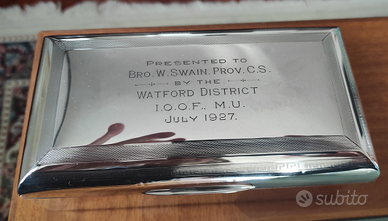 PRESENTED TO
BRO. W. SWAIN. PROV. C.S.
BY THE
WATFORD DISTRICT
I.O.O.F., M.U.
JULY 1927.
subito